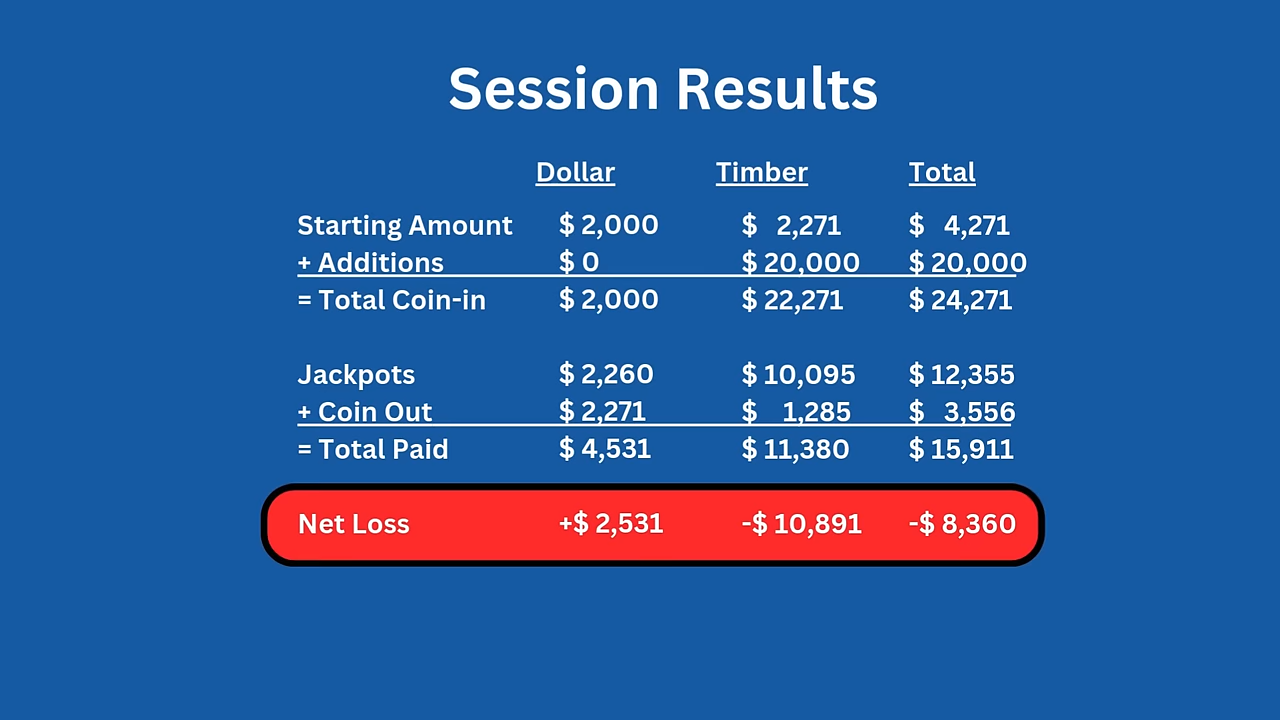 Session Results
Dollar Timber Total
Starting Amount $ 2,000 $ 2,271 $ 4,271
+ Additions $ 0 $ 20,000 $ 20,000
= Total Coin-in $ 2,000 $ 22,271 $ 24,271
Jackpots $ 2,260 $ 10,095 $ 12,355
+ Coin Out $ 2,271 $ 1,285 $ 3,556
= Total Paid $ 4,531 $ 11,380 $ 15,911
Net Loss +$ 2,531 -$ 10,891 -$ 8,360